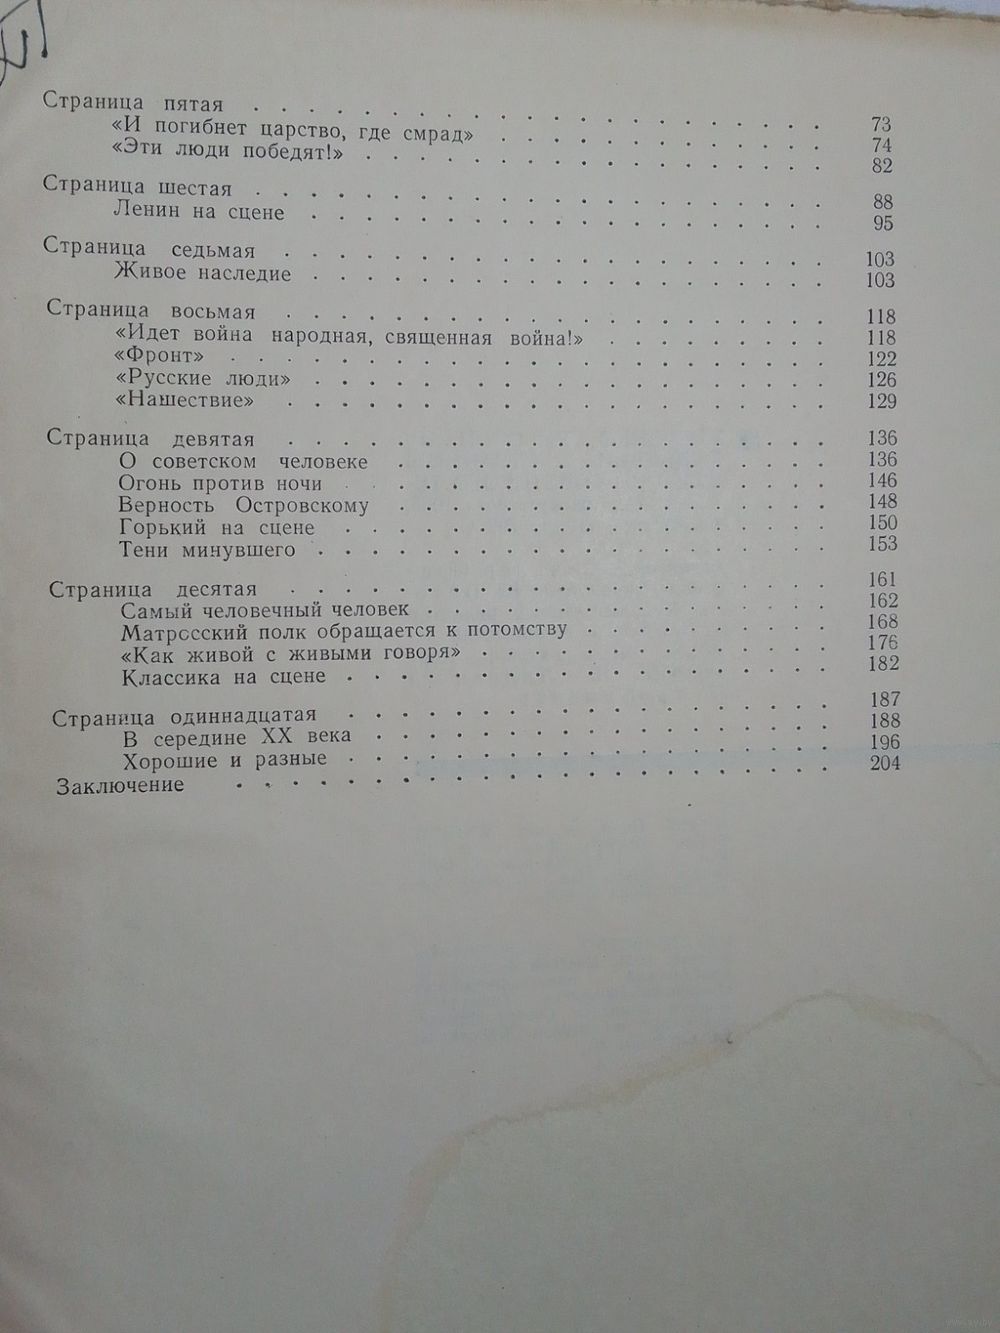 Страница пятая . . . . . . . . . . . . . . . . . . . . . 73
«И погибнет царство, где смрад» . . . . . . . . . . . . 74
«Эти люди победят!» . . . . . . . . . . . . . . . . . 82
Страница шестая . . . . . . . . . . . . . . . . . . . . . 88
Ленин на сцене . . . . . . . . . . . . . . . . . . . 95
Страница седьмая . . . . . . . . . . . . . . . . . . . . 103
Живое наследие . . . . . . . . . . . . . . . . . . . 103
Страница восьмая . . . . . . . . . . . . . . . . . . . . 118
«Идет война народная, священная война!» . . . . . . . . 118
«Фронт» . . . . . . . . . . . . . . . . . . . . . . 122
«Русские люди» . . . . . . . . . . . . . . . . . . . 126
«Нашествие» . . . . . . . . . . . . . . . . . . . . 129
Страница девятая . . . . . . . . . . . . . . . . . . . . 136
О советском человеке . . . . . . . . . . . . . . . . 136
Огонь против ночи . . . . . . . . . . . . . . . . . 146
Верность Островскому . . . . . . . . . . . . . . . . 148
Горький на сцене . . . . . . . . . . . . . . . . . . 150
Тени минувшего . . . . . . . . . . . . . . . . . . . 153
Страница десятая . . . . . . . . . . . . . . . . . . . . 161
Самый человечный человек . . . . . . . . . . . . . . . 162
Матросский полк обращается к потомству . . . . . . . . . 168
«Как живой с живыми говоря» . . . . . . . . . . . . . 176
Классика на сцене . . . . . . . . . . . . . . . . . . 182
Страница одиннадцатая . . . . . . . . . . . . . . . . . . 187
В середине XX века . . . . . . . . . . . . . . . . . 188
Хорошие и разные . . . . . . . . . . . . . . . . . . 196
Заключение . . . . . . . . . . . . . . . . . . . . . . 204